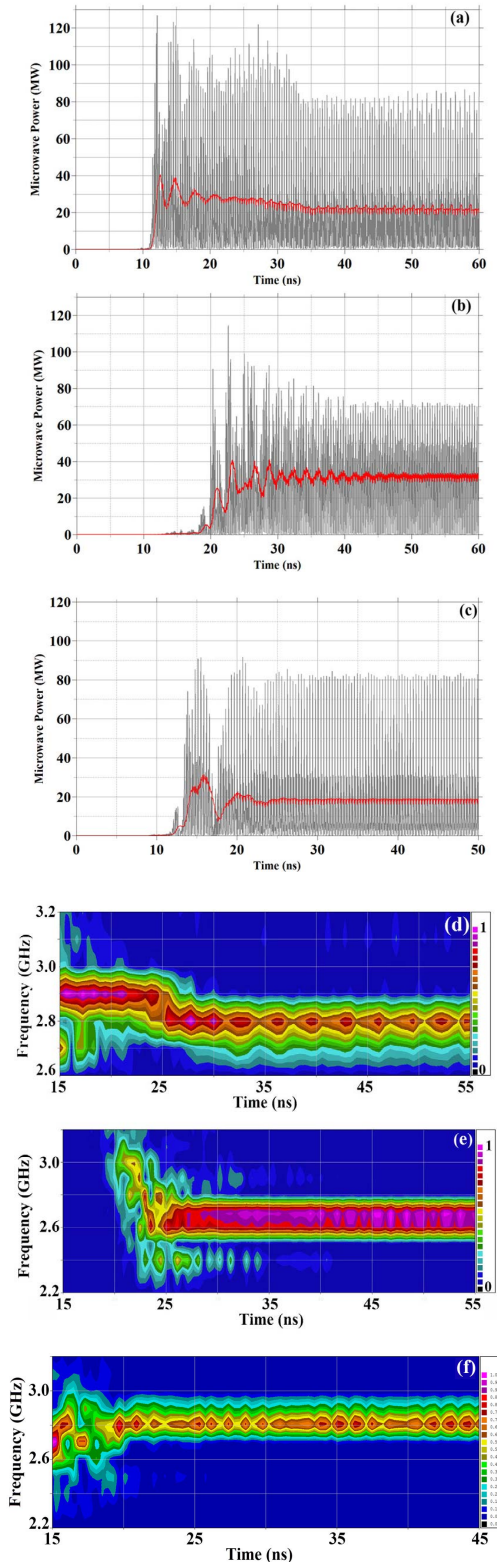 (a)
Microwave Power (MW)
120
100
80
60
40
20
0
0 10 20 30 40 50 60
Time (ns)
(b)
Microwave Power (MW)
120
100
80
60
40
20
0
0 10 20 30 40 50 60
Time (ns)
(c)
Microwave Power (MW)
120
100
80
60
40
20
0
0 10 20 30 40 50
Time (ns)
(d)
Frequency (GHz)
3.2
3.0
2.8
2.6
1
0
15 25 35 45 55
Time (ns)
(e)
Frequency (GHz)
3.0
2.6
2.2
1
0
15 25 35 45 55
Time (ns)
(f)
Frequency (GHz)
3.0
2.6
2.2
15 25 35 45
Time (ns)